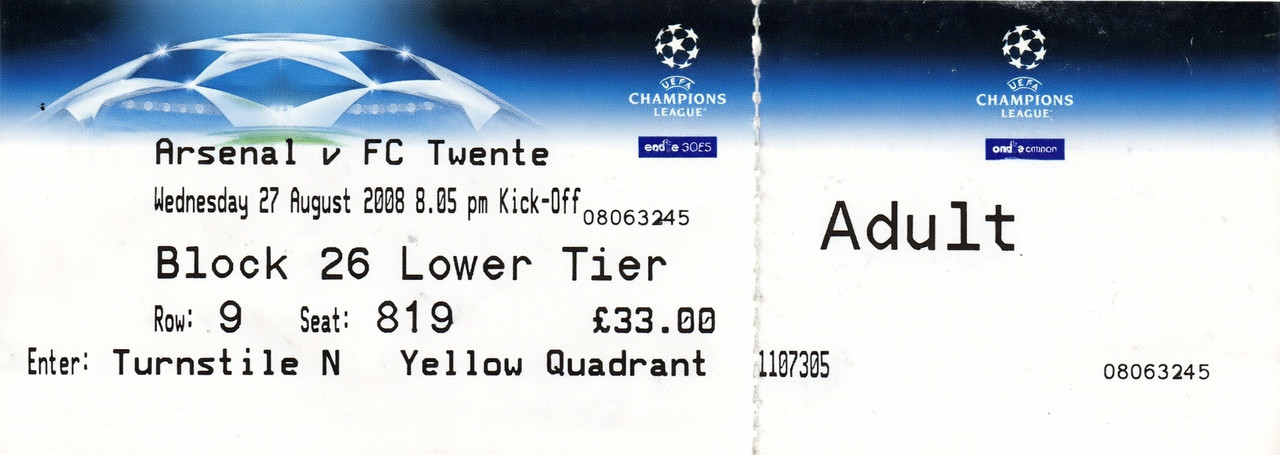 UEFA
CHAMPIONS
LEAGUE
Arsenal v FC Twente
Wednesday 27 August 2008 8.05 pm Kick-Off
08063245
Block 26 Lower Tier
Row: 9 Seat: 819 £33.00
Enter: Turnstile N Yellow Quadrant
UEFA
CHAMPIONS
LEAGUE
Adult
1107305
08063245